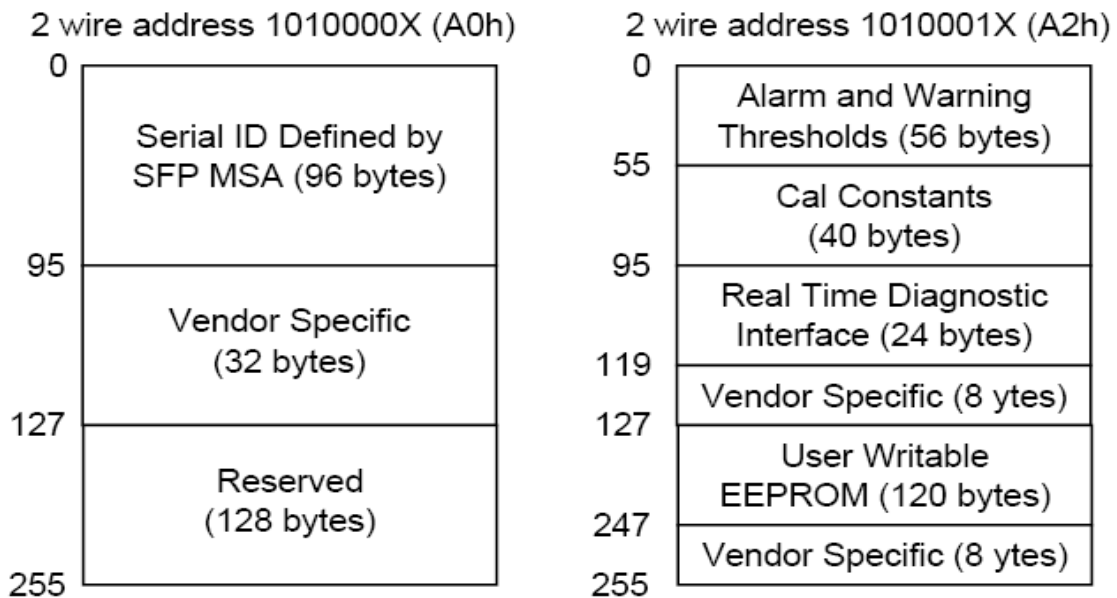 2 wire address 1010000X (A0h)
0
Serial ID Defined by
SFP MSA (96 bytes)
95
Vendor Specific
(32 bytes)
127
Reserved
(128 bytes)
255
2 wire address 1010001X (A2h)
0
Alarm and Warning
Thresholds (56 bytes)
55
Cal Constants
(40 bytes)
95
Real Time Diagnostic
Interface (24 bytes)
119
Vendor Specific (8 ytes)
127
User Writable
EEPROM (120 bytes)
247
Vendor Specific (8 ytes)
255